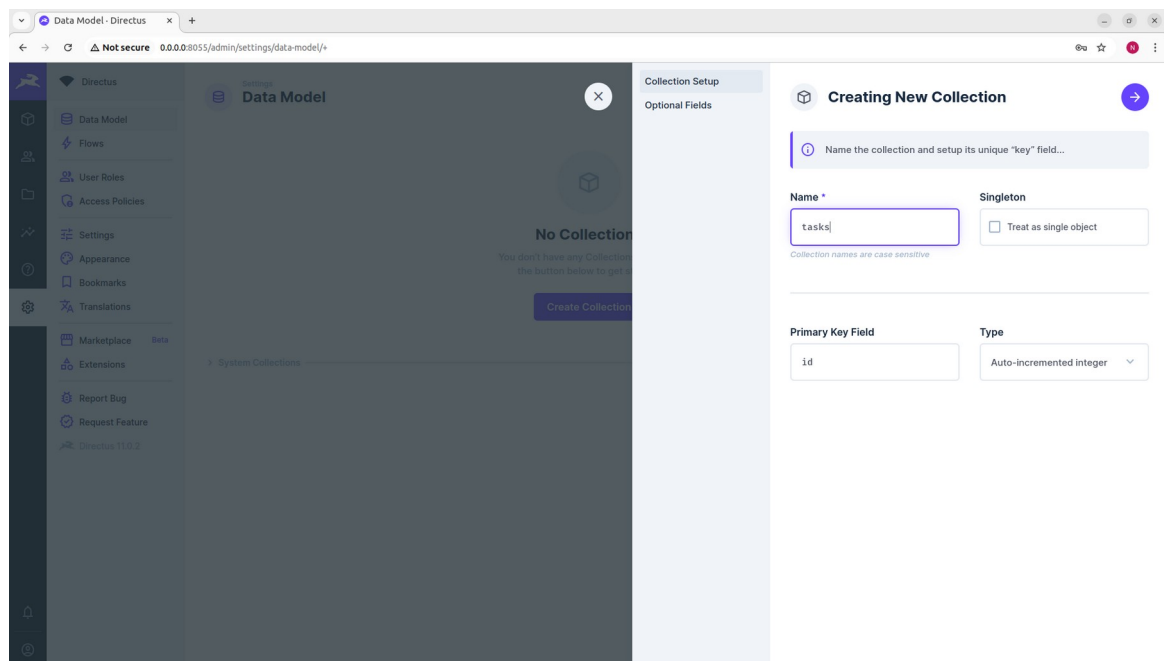 Data Model · Directus
Not secure 0.0.0.0:8055/admin/settings/data-model/+
N
Directus
Data Model
Flows
User Roles
Access Policies
Settings
Appearance
Bookmarks
Translations
Marketplace Beta
Extensions
Report Bug
Request Feature
Directus 11.0.2
Settings
Data Model
No Collection
You don't have any Collection
the button below to get s
Create Collection
System Collections
Collection Setup
Optional Fields
Creating New Collection
Name the collection and setup its unique “key” field...
Name * Singleton
tasks Treat as single object
Collection names are case sensitive
Primary Key Field Type
id Auto-incremented integer